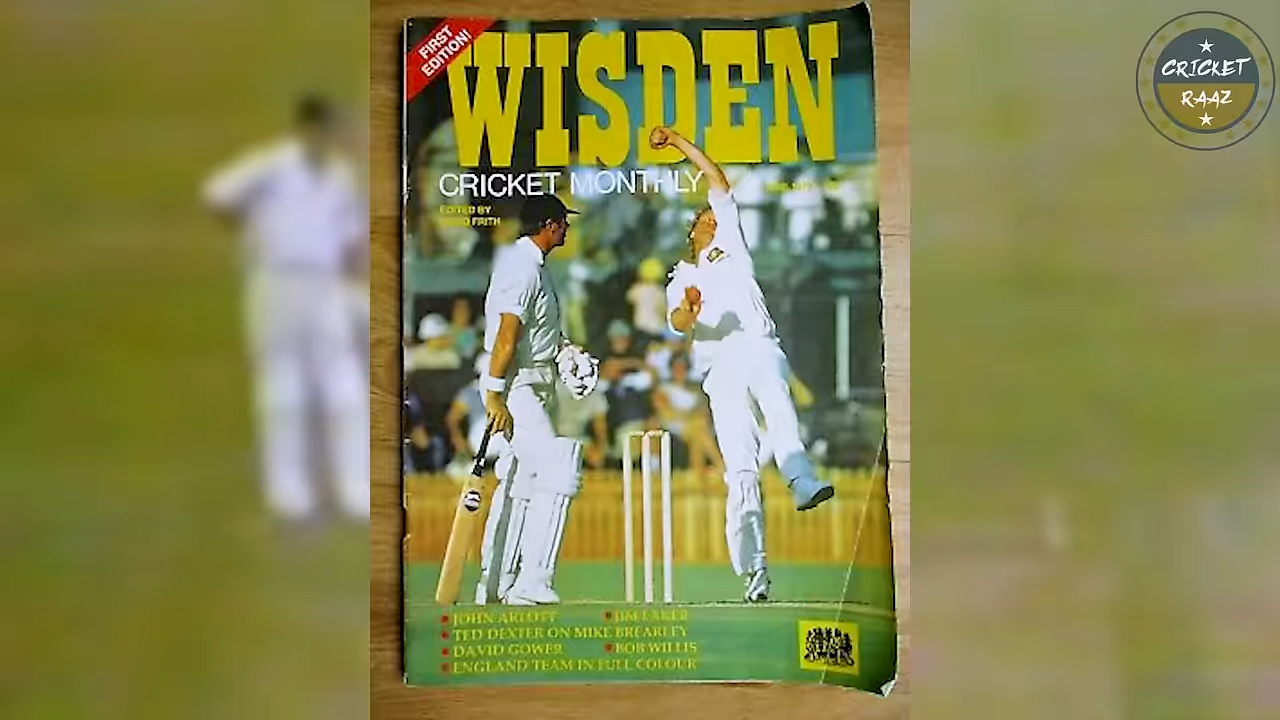 FIRST
EDITION!
WISDEN
CRICKET MONTHLY
EDITED BY
FRITH
JOHN ARLOTT
JIM LAKER
TED DEXTER ON MIKE BREARLEY
DAVID GOWER
BOB WILLIS
ENGLAND TEAM IN FULL COLOUR
CRICKET
RAAZ